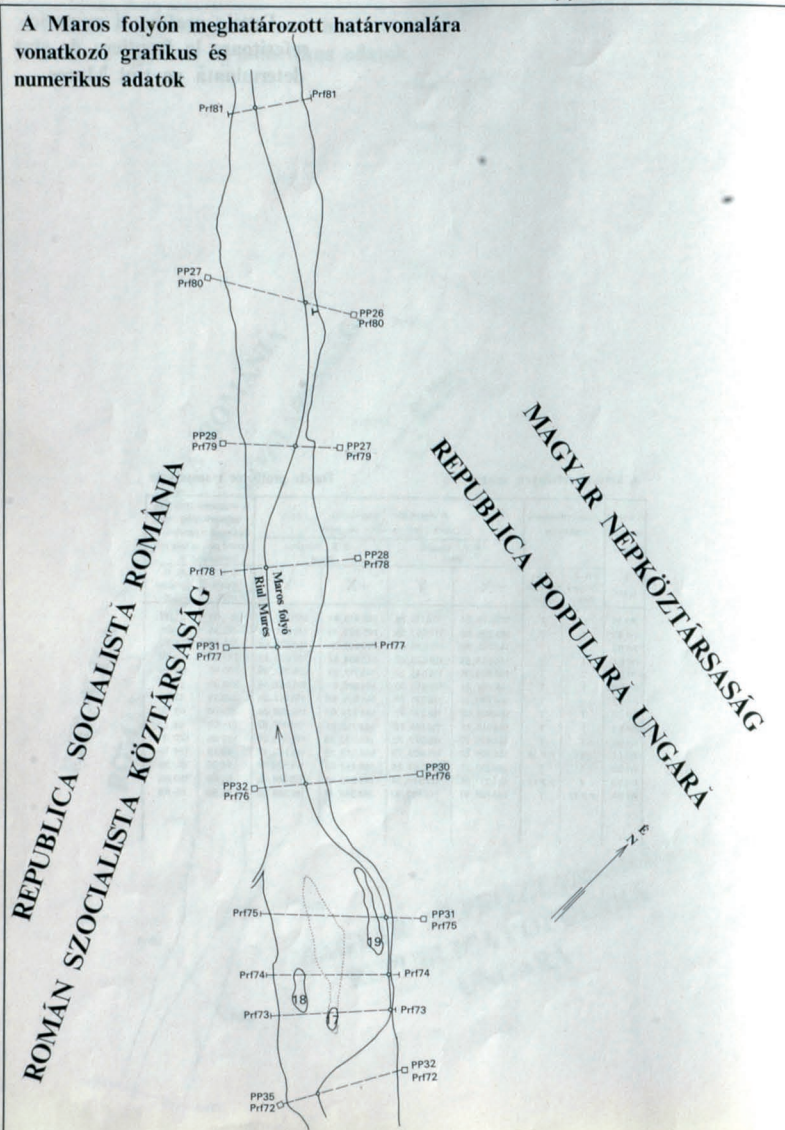 A Maros folyón meghatározott határvonalára
vonatkozó grafikus és
numerikus adatok
Prf81
Prf81
PP27
Prf80
PP26
Prf80
PP29
Prf79
PP27
Prf79
Prf78
PP28
Prf78
Maros folyó
Rîul Mureș
PP31
Prf77
Prf77
PP32
Prf76
PP30
Prf76
Prf75
PP31
Prf75
19
Prf74
Prf74
18
Prf73
17
Prf73
PP32
Prf72
PP35
Prf72
REPUBLICA SOCIALISTĂ ROMÂNIA
ROMÁN SZOCIALISTA KÖZTÁRSASÁG
MAGYAR NÉPKÖZTÁRSASÁG
REPUBLICA POPULARĂ UNGARĂ
É
N